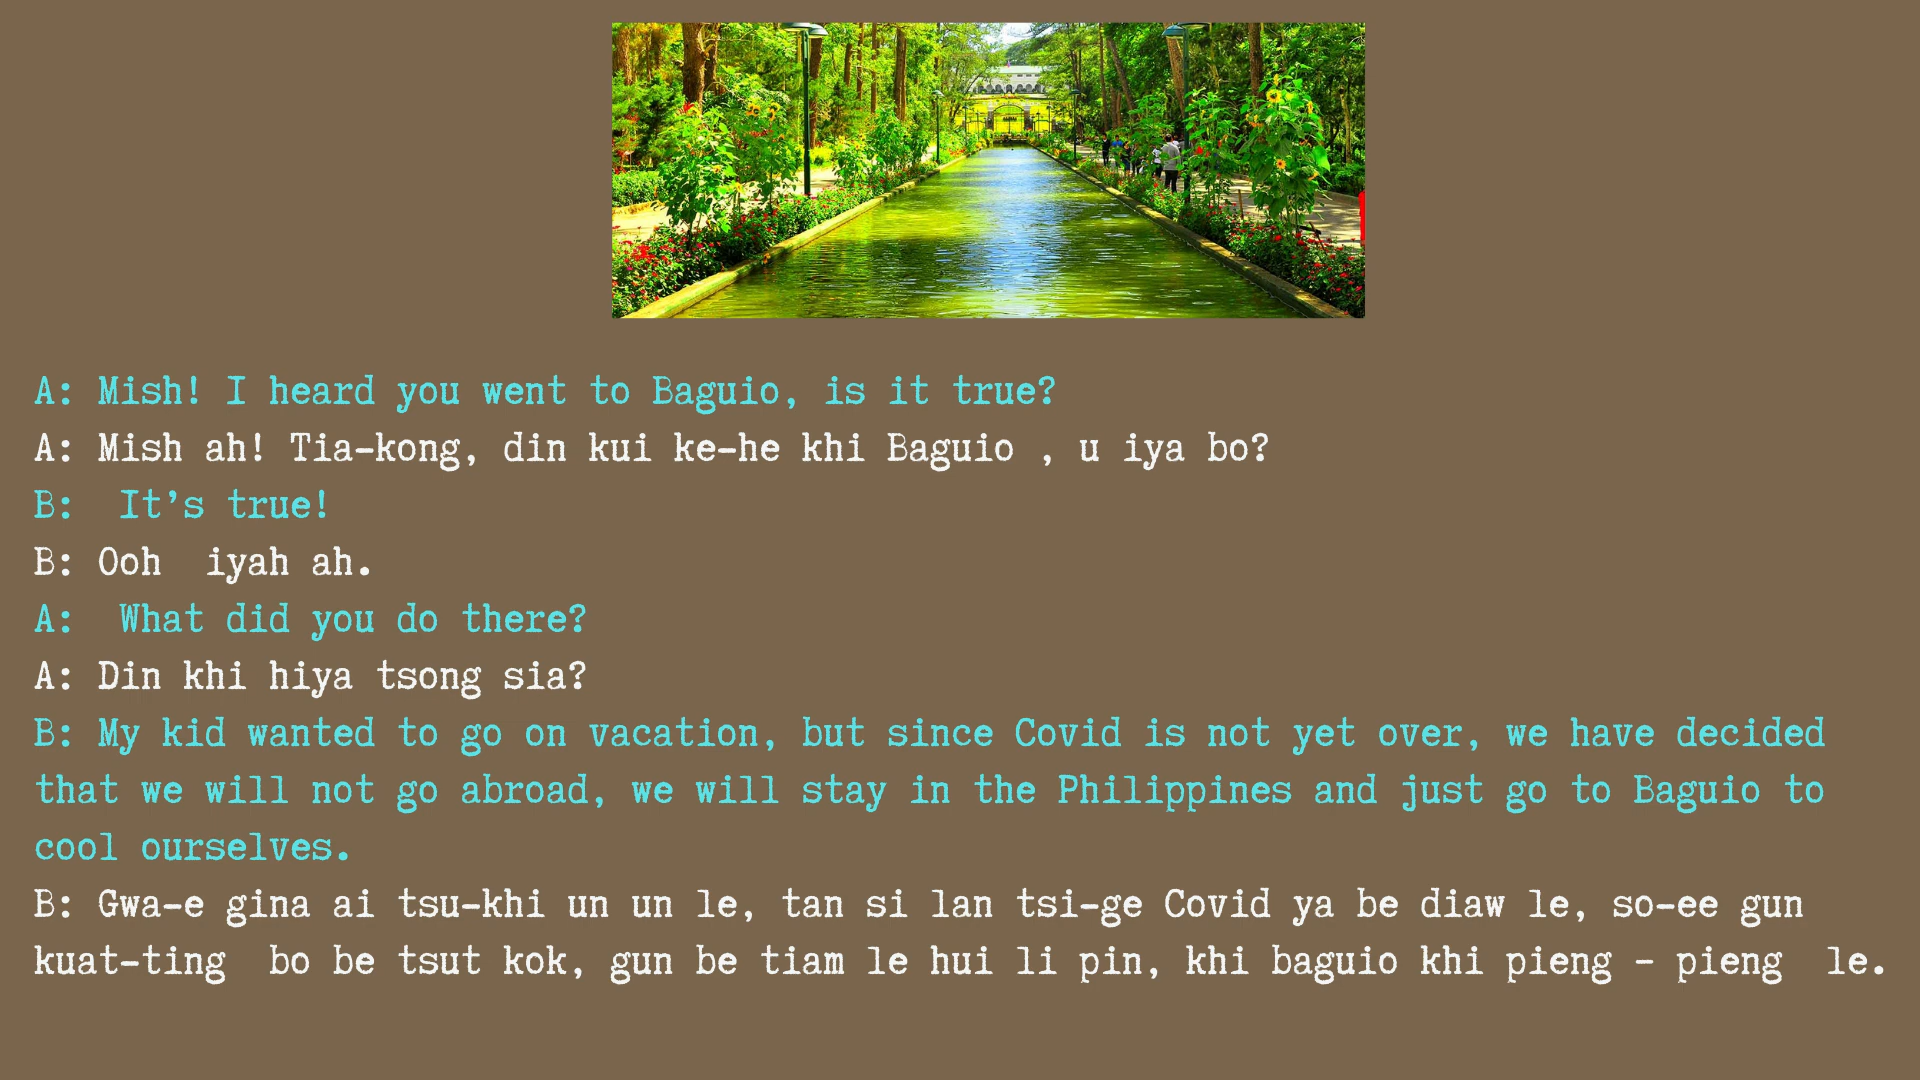 A: Mish! I heard you went to Baguio, is it true?
A: Mish ah! Tia-kong, din kui ke-he khi Baguio , u iya bo?
B:  It’s true!
B: Ooh  iyah ah.
A:  What did you do there?
A: Din khi hiya tsong sia?
B: My kid wanted to go on vacation, but since Covid is not yet over, we have decided
that we will not go abroad, we will stay in the Philippines and just go to Baguio to
cool ourselves.
B: Gwa-e gina ai tsu-khi un un le, tan si lan tsi-ge Covid ya be diaw le, so-ee gun
kuat-ting  bo be tsut kok, gun be tiam le hui li pin, khi baguio khi pieng - pieng  le.